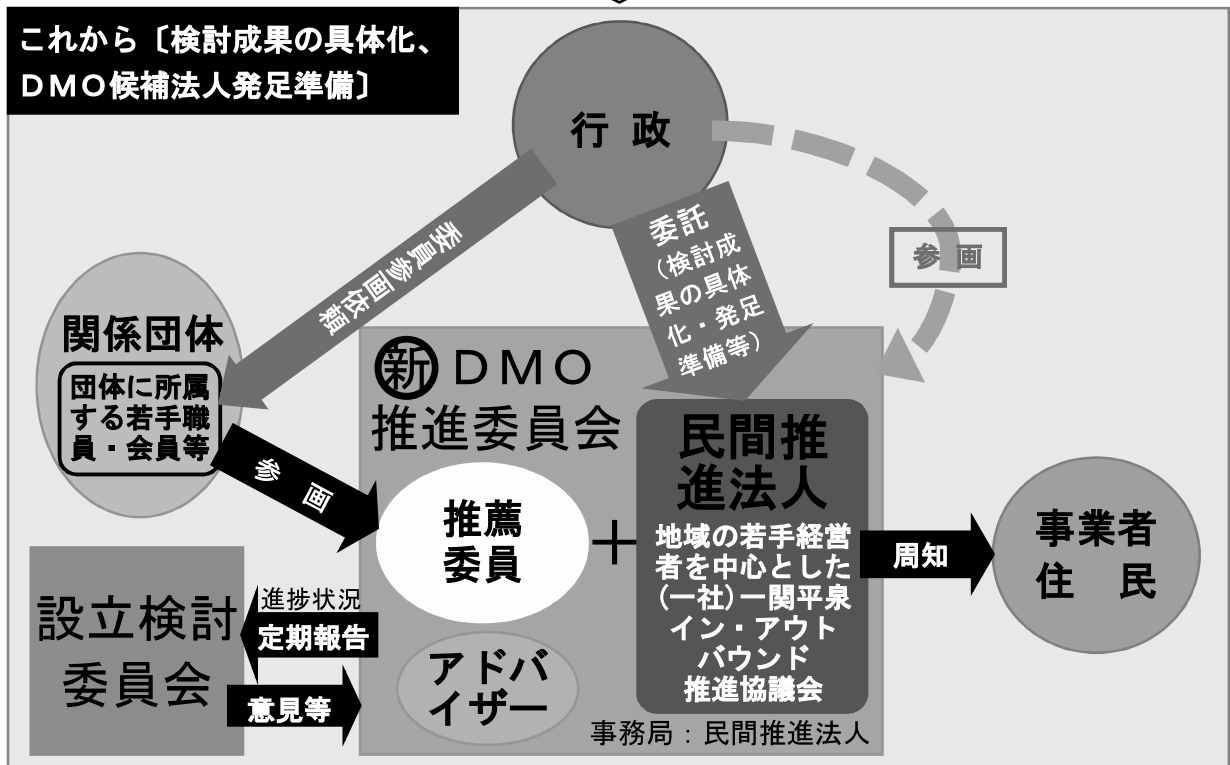 これから〔検討成果の具体化、
ＤＭＯ候補法人発足準備〕
行 政
委員参画依頼
委託
（検討成
果の具体
化・発足
準備等）
参 画
関係団体
団体に所属
する若手職
員・会員等
参 画
新 ＤＭＯ
推進委員会
推薦
委員
＋
民間推
進法人
地域の若手経営
者を中心とした
(一社)一関平泉
イン・アウト
バウンド
推進協議会
周知
事業者
住 民
設立検討
委員会
進捗状況
定期報告
意見等
アドバ
イザー
事務局：民間推進法人